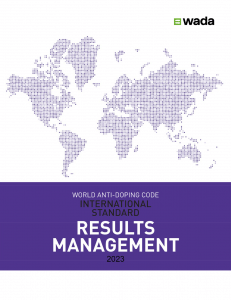 wada
WORLD ANTI-DOPING CODE
INTERNATIONAL
STANDARD
RESULTS
MANAGEMENT
2023